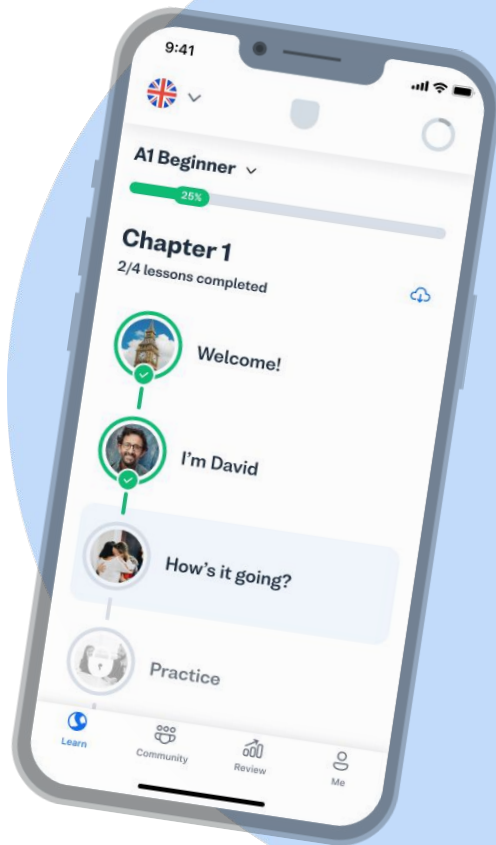 9:41
A1 Beginner
25%
Chapter 1
2/4 lessons completed
Welcome!
I'm David
How's it going?
Practice
Learn
Community
Review
Me